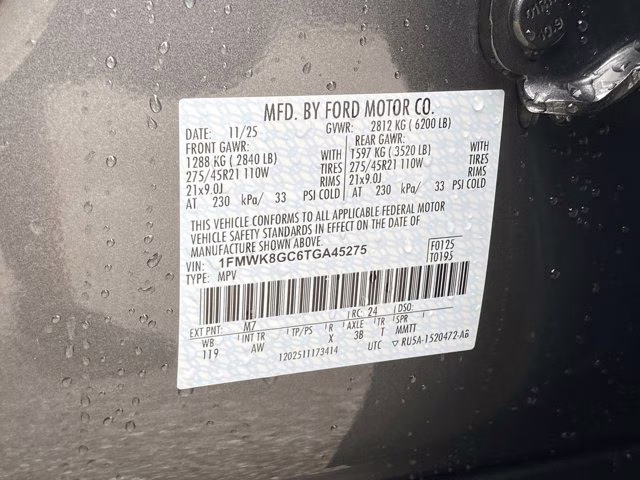 MFD. BY FORD MOTOR CO.
DATE: 11/25 GVWR: 2812 KG ( 6200 LB)
FRONT GAWR: REAR GAWR:
1288 KG ( 2840 LB) WITH 1597 KG ( 3520 LB) WITH
275/45R21 110W TIRES 275/45R21 110W TIRES
21x9.0J RIMS 21x9.0J RIMS
AT 230 kPa/ 33 PSI COLD AT 230 kPa/ 33 PSI COLD
THIS VEHICLE CONFORMS TO ALL APPLICABLE FEDERAL MOTOR
VEHICLE SAFETY STANDARDS IN EFFECT ON THE DATE OF
MANUFACTURE SHOWN ABOVE.
VIN: 1FMWK8GC6TGA45275 F0125
TYPE: MPV T0195
EXT PNT: M7 RC: 24 DSO:
WB INT TR TP/PS R AXLE TR SPR
119 AW X 3B T MMTT
1202511173414 UTC ▽ RU5A-1520472-AB